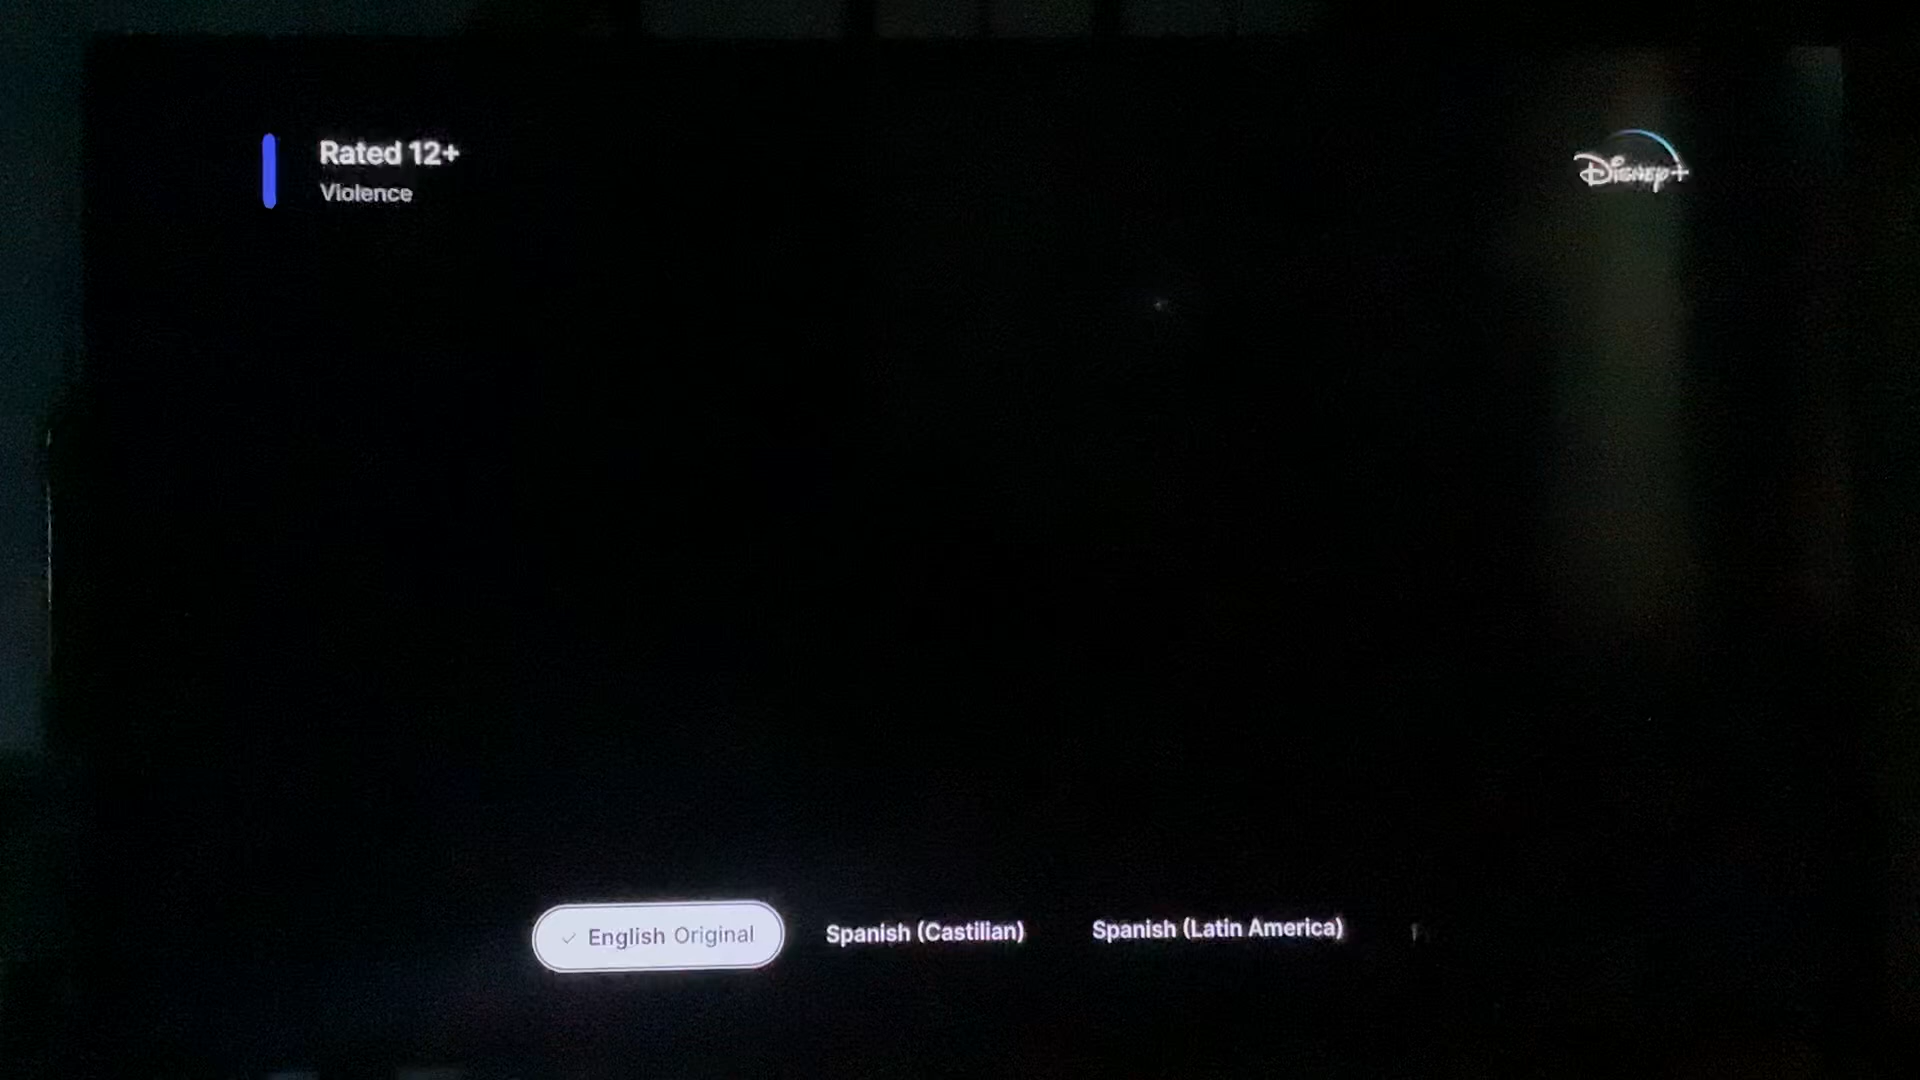 Rated 12+
Violence
Disney+
English Original
Spanish (Castilian)
Spanish (Latin America)